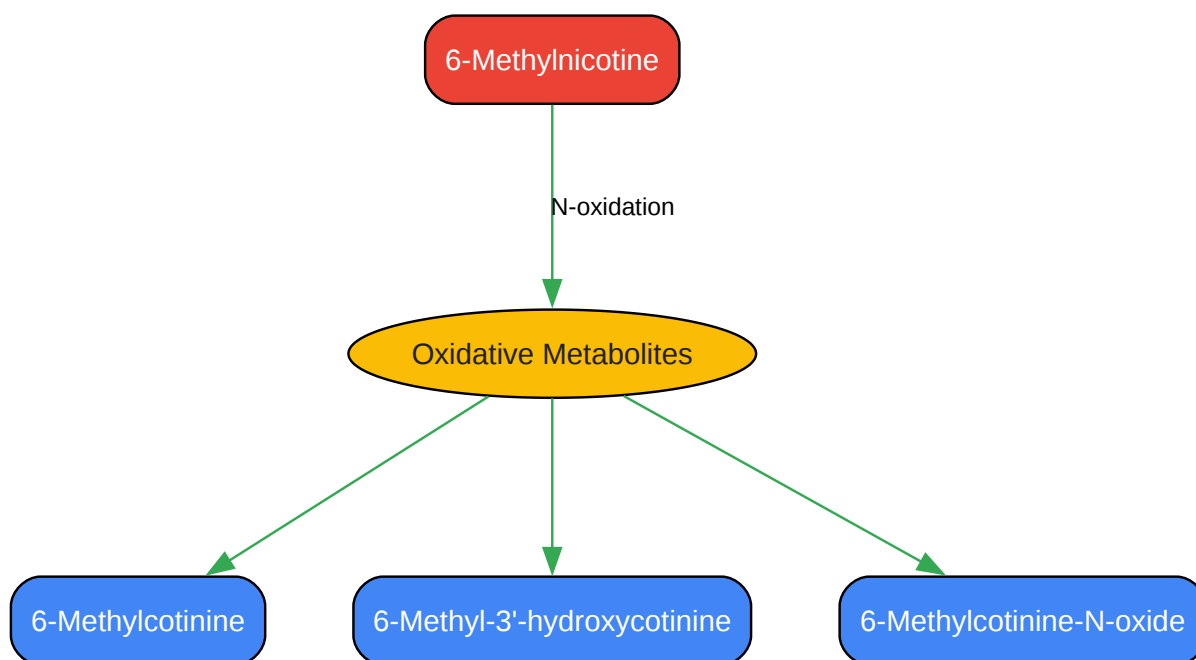 6-Methylnicotine
N-oxidation
Oxidative Metabolites
6-Methylcotinine
6-Methyl-3'-hydroxycotinine
6-Methylcotinine-N-oxide